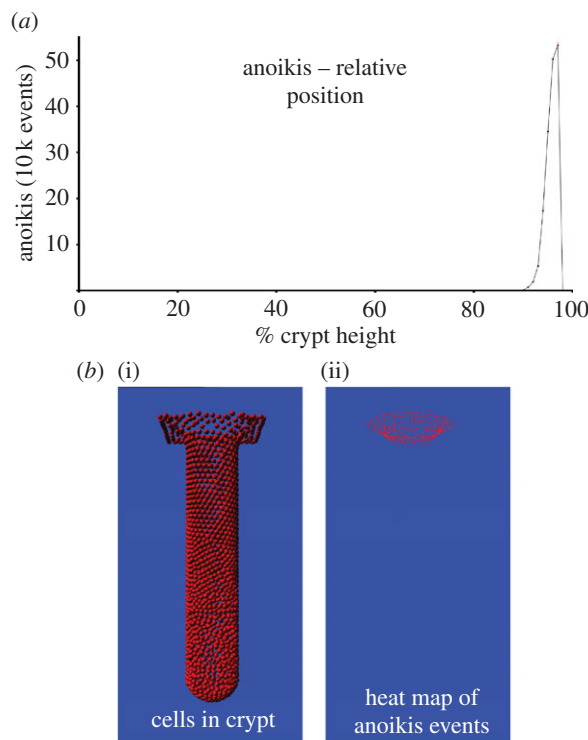 (a)
50
40
30
20
10
anoikis (10 k events)
anoikis – relative
position
0
20
40
60
80
100
% crypt height
(b) (i)
(ii)
cells in crypt
heat map of
anoikis events